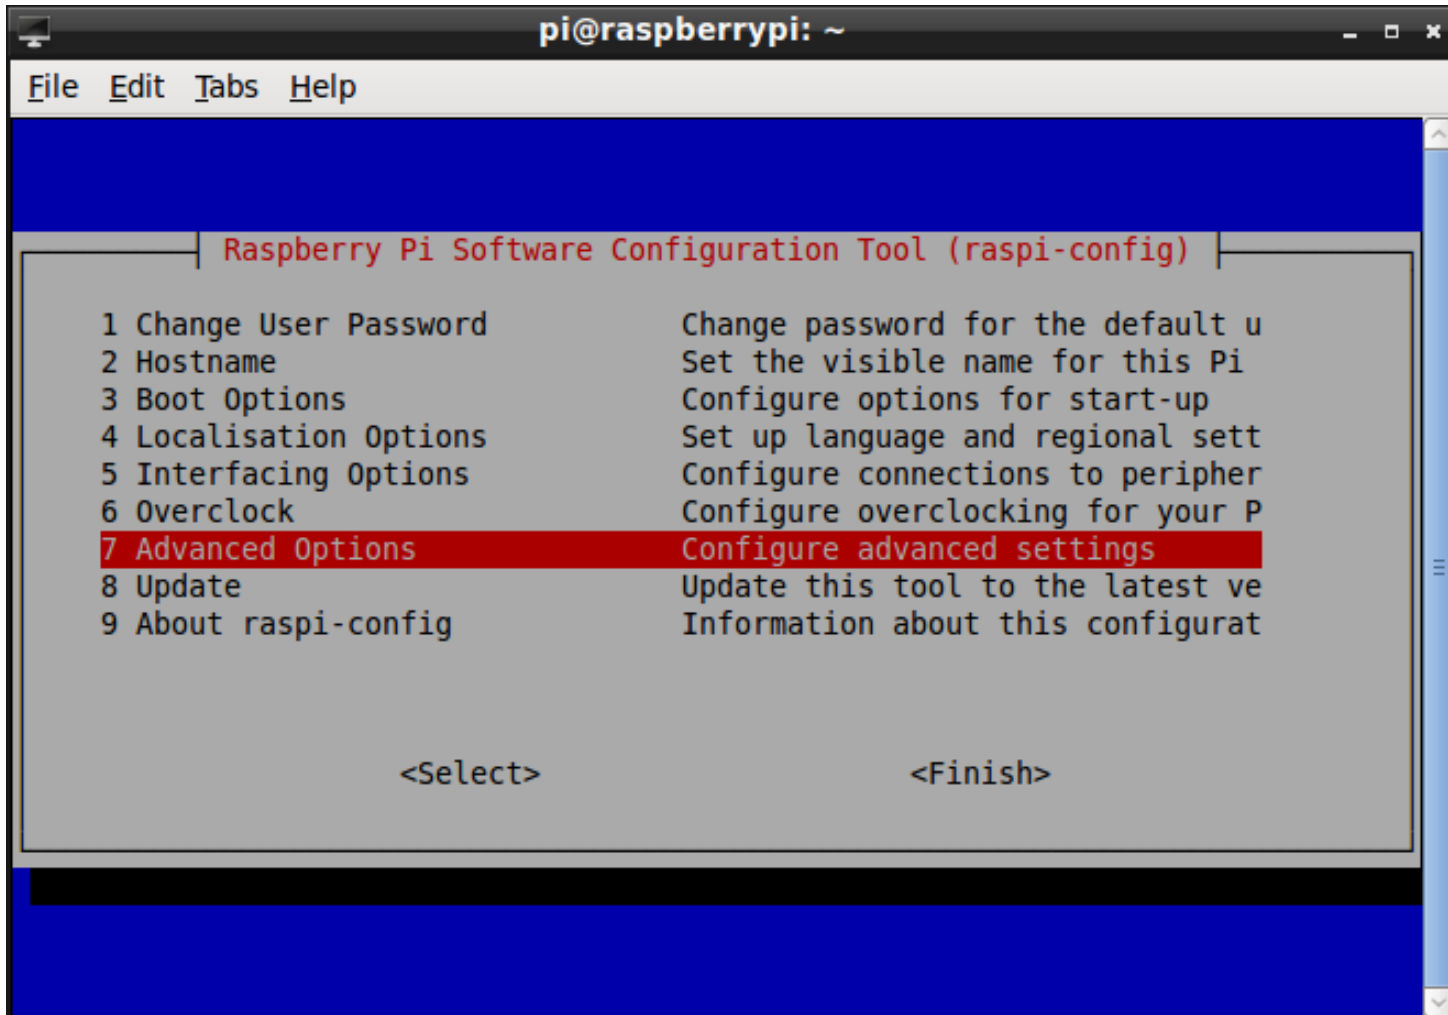 pi@raspberrypi: ~
File Edit Tabs Help
Raspberry Pi Software Configuration Tool (raspi-config)
1 Change User Password Change password for the default u
2 Hostname Set the visible name for this Pi
3 Boot Options Configure options for start-up
4 Localisation Options Set up language and regional sett
5 Interfacing Options Configure connections to peripher
6 Overclock Configure overclocking for your P
7 Advanced Options Configure advanced settings
8 Update Update this tool to the latest ve
9 About raspi-config Information about this configurat
<Select> <Finish>